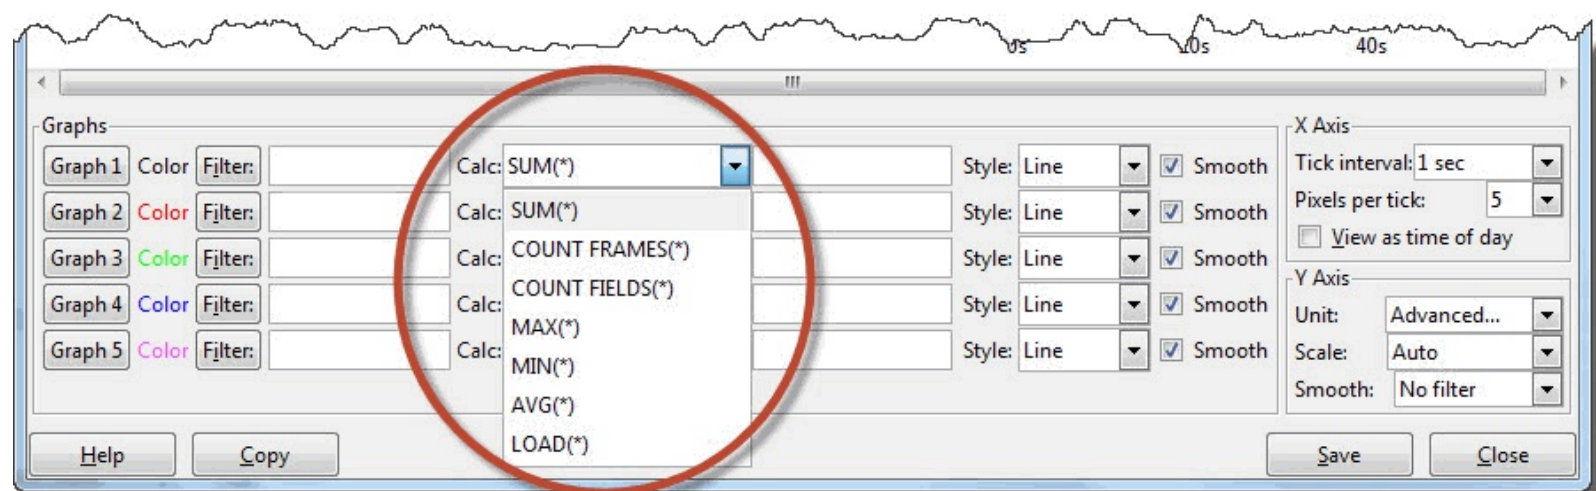 0s 20s 40s
Graphs
Graph 1 Color Filter: Calc: SUM(*) Style: Line Smooth
Graph 2 Color Filter: Calc: Style: Line Smooth
Graph 3 Color Filter: Calc: Style: Line Smooth
Graph 4 Color Filter: Calc: Style: Line Smooth
Graph 5 Color Filter: Calc: Style: Line Smooth
SUM(*)
COUNT FRAMES(*)
COUNT FIELDS(*)
MAX(*)
MIN(*)
AVG(*)
LOAD(*)
X Axis
Tick interval: 1 sec
Pixels per tick: 5
View as time of day
Y Axis
Unit: Advanced...
Scale: Auto
Smooth: No filter
Help Copy Save Close